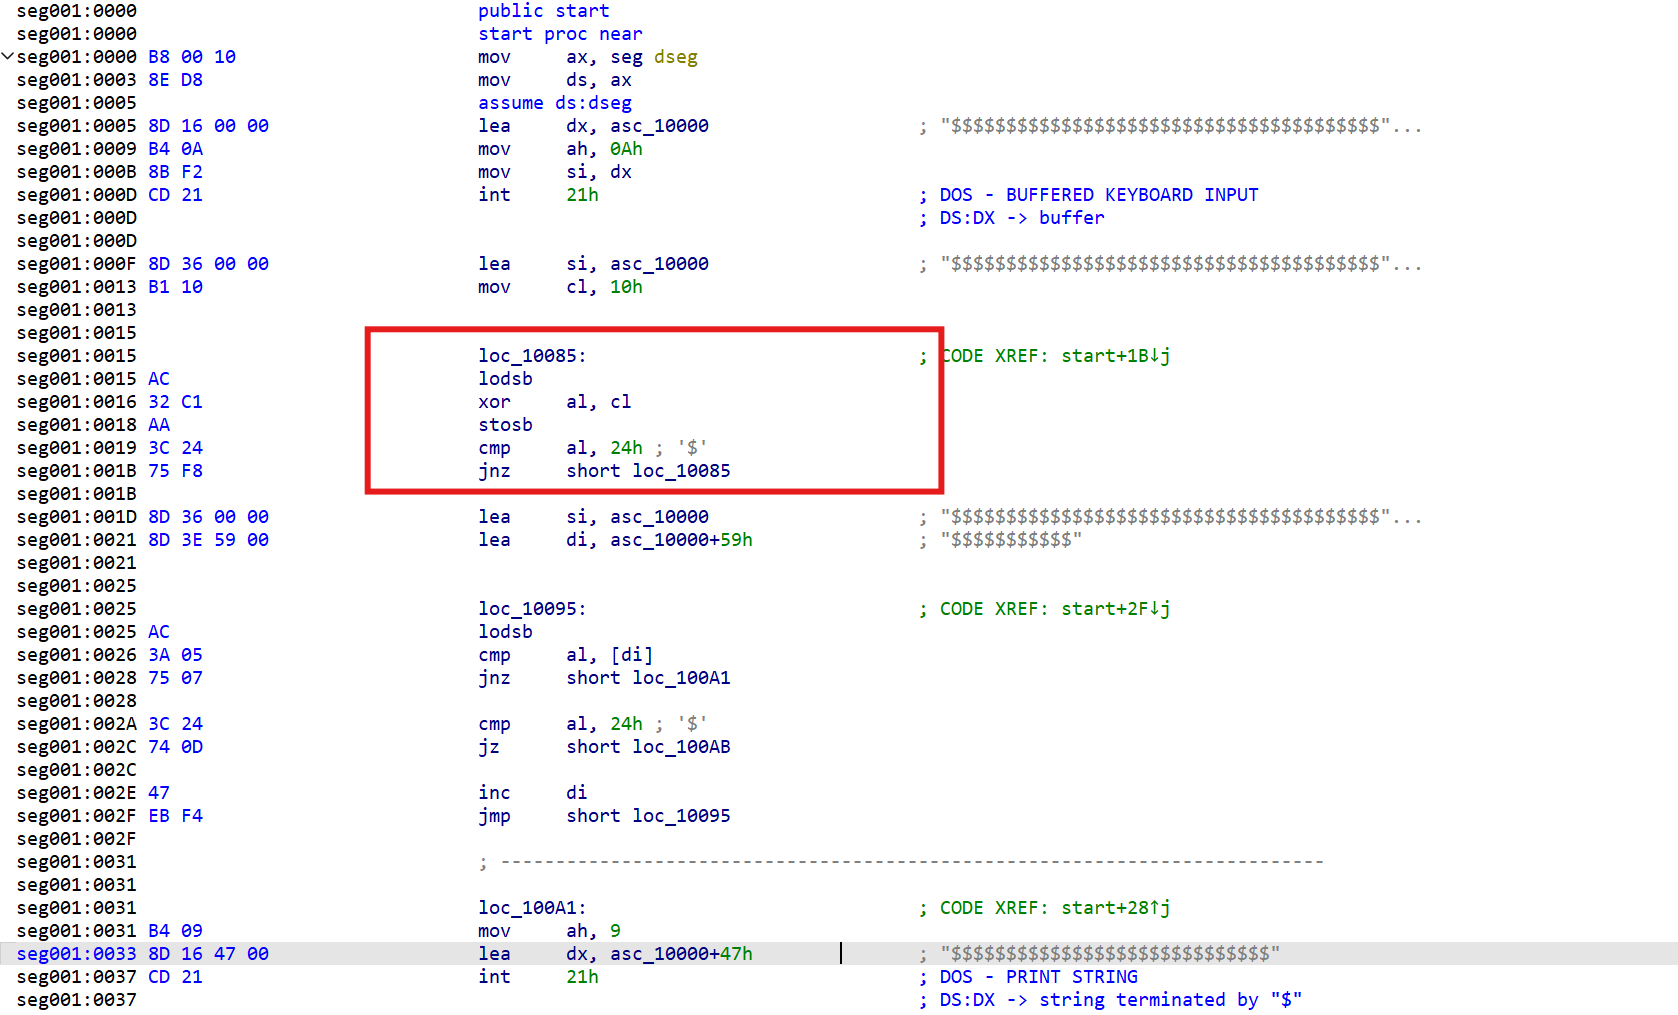 seg001:0000 public start
seg001:0000 start proc near
seg001:0000 B8 00 10 mov ax, seg dseg
seg001:0003 8E D8 mov ds, ax
seg001:0005 assume ds:dseg
seg001:0005 8D 16 00 00 lea dx, asc_10000 ; "$$$$$$$$$$$$$$$$$$$$$$$$$$$$$$$$$$$$$$$"...
seg001:0009 B4 0A mov ah, 0Ah
seg001:000B 8B F2 mov si, dx
seg001:000D CD 21 int 21h ; DOS - BUFFERED KEYBOARD INPUT
seg001:000D ; DS:DX -> buffer
seg001:000D
seg001:000F 8D 36 00 00 lea si, asc_10000 ; "$$$$$$$$$$$$$$$$$$$$$$$$$$$$$$$$$$$$$$$"...
seg001:0013 B1 10 mov cl, 10h
seg001:0013
seg001:0015
seg001:0015 loc_10085: ; CODE XREF: start+1B↓j
seg001:0015 AC lodsb
seg001:0016 32 C1 xor al, cl
seg001:0018 AA stosb
seg001:0019 3C 24 cmp al, 24h ; '$'
seg001:001B 75 F8 jnz short loc_10085
seg001:001B
seg001:001D 8D 36 00 00 lea si, asc_10000 ; "$$$$$$$$$$$$$$$$$$$$$$$$$$$$$$$$$$$$$$$"...
seg001:0021 8D 3E 59 00 lea di, asc_10000+59h ; "$$$$$$$$$$$"
seg001:0021
seg001:0025
seg001:0025 loc_10095: ; CODE XREF: start+2F↓j
seg001:0025 AC lodsb
seg001:0026 3A 05 cmp al, [di]
seg001:0028 75 07 jnz short loc_100A1
seg001:0028
seg001:002A 3C 24 cmp al, 24h ; '$'
seg001:002C 74 0D jz short loc_100AB
seg001:002C
seg001:002E 47 inc di
seg001:002F EB F4 jmp short loc_10095
seg001:002F
seg001:0031 ; ---------------------------------------------------------------------------
seg001:0031
seg001:0031 loc_100A1: ; CODE XREF: start+28↑j
seg001:0031 B4 09 mov ah, 9
seg001:0033 8D 16 47 00 lea dx, asc_10000+47h ; "$$$$$$$$$$$$$$$$$$$$$$$$$$$$$"
seg001:0037 CD 21 int 21h ; DOS - PRINT STRING
seg001:0037 ; DS:DX -> string terminated by "$"